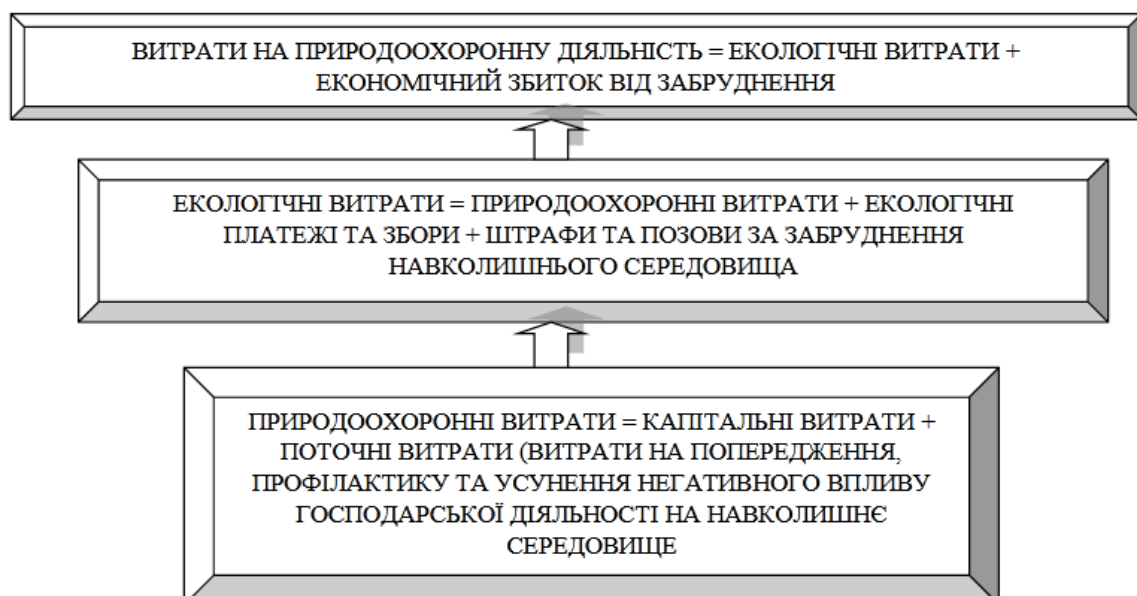 ВИТРАТИ НА ПРИРОДООХОРОННУ ДІЯЛЬНІСТЬ = ЕКОЛОГІЧНІ ВИТРАТИ +
ЕКОНОМІЧНИЙ ЗБИТОК ВІД ЗАБРУДНЕННЯ
ЕКОЛОГІЧНІ ВИТРАТИ = ПРИРОДООХОРОННІ ВИТРАТИ + ЕКОЛОГІЧНІ
ПЛАТЕЖІ ТА ЗБОРИ + ШТРАФИ ТА ПОЗОВИ ЗА ЗАБРУДНЕННЯ
НАВКОЛИШНЬОГО СЕРЕДОВИЩА
ПРИРОДООХОРОННІ ВИТРАТИ = КАПІТАЛЬНІ ВИТРАТИ +
ПОТОЧНІ ВИТРАТИ (ВИТРАТИ НА ПОПЕРЕДЖЕННЯ,
ПРОФІЛАКТИКУ ТА УСУНЕННЯ НЕГАТИВНОГО ВПЛИВУ
ГОСПОДАРСЬКОЇ ДІЯЛЬНОСТІ НА НАВКОЛИШНЄ
СЕРЕДОВИЩЕ